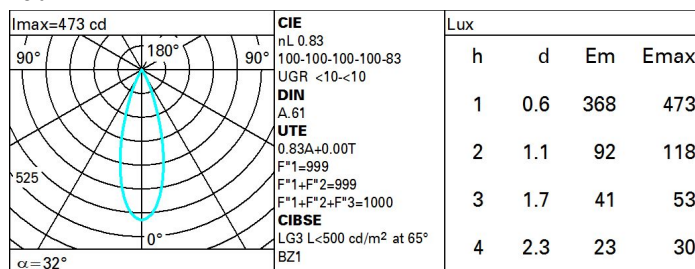 Imax=473 cd
90° 180° 90°
525
0°
α=32°
CIE
nL 0.83
100-100-100-100-83
UGR <10-<10
DIN
A.61
UTE
0.83A+0.00T
F"1=999
F"1+F"2=999
F"1+F"2+F"3=1000
CIBSE
LG3 L<500 cd/m² at 65°
BZ1
Lux
h d Em Emax
1 0.6 368 473
2 1.1 92 118
3 1.7 41 53
4 2.3 23 30